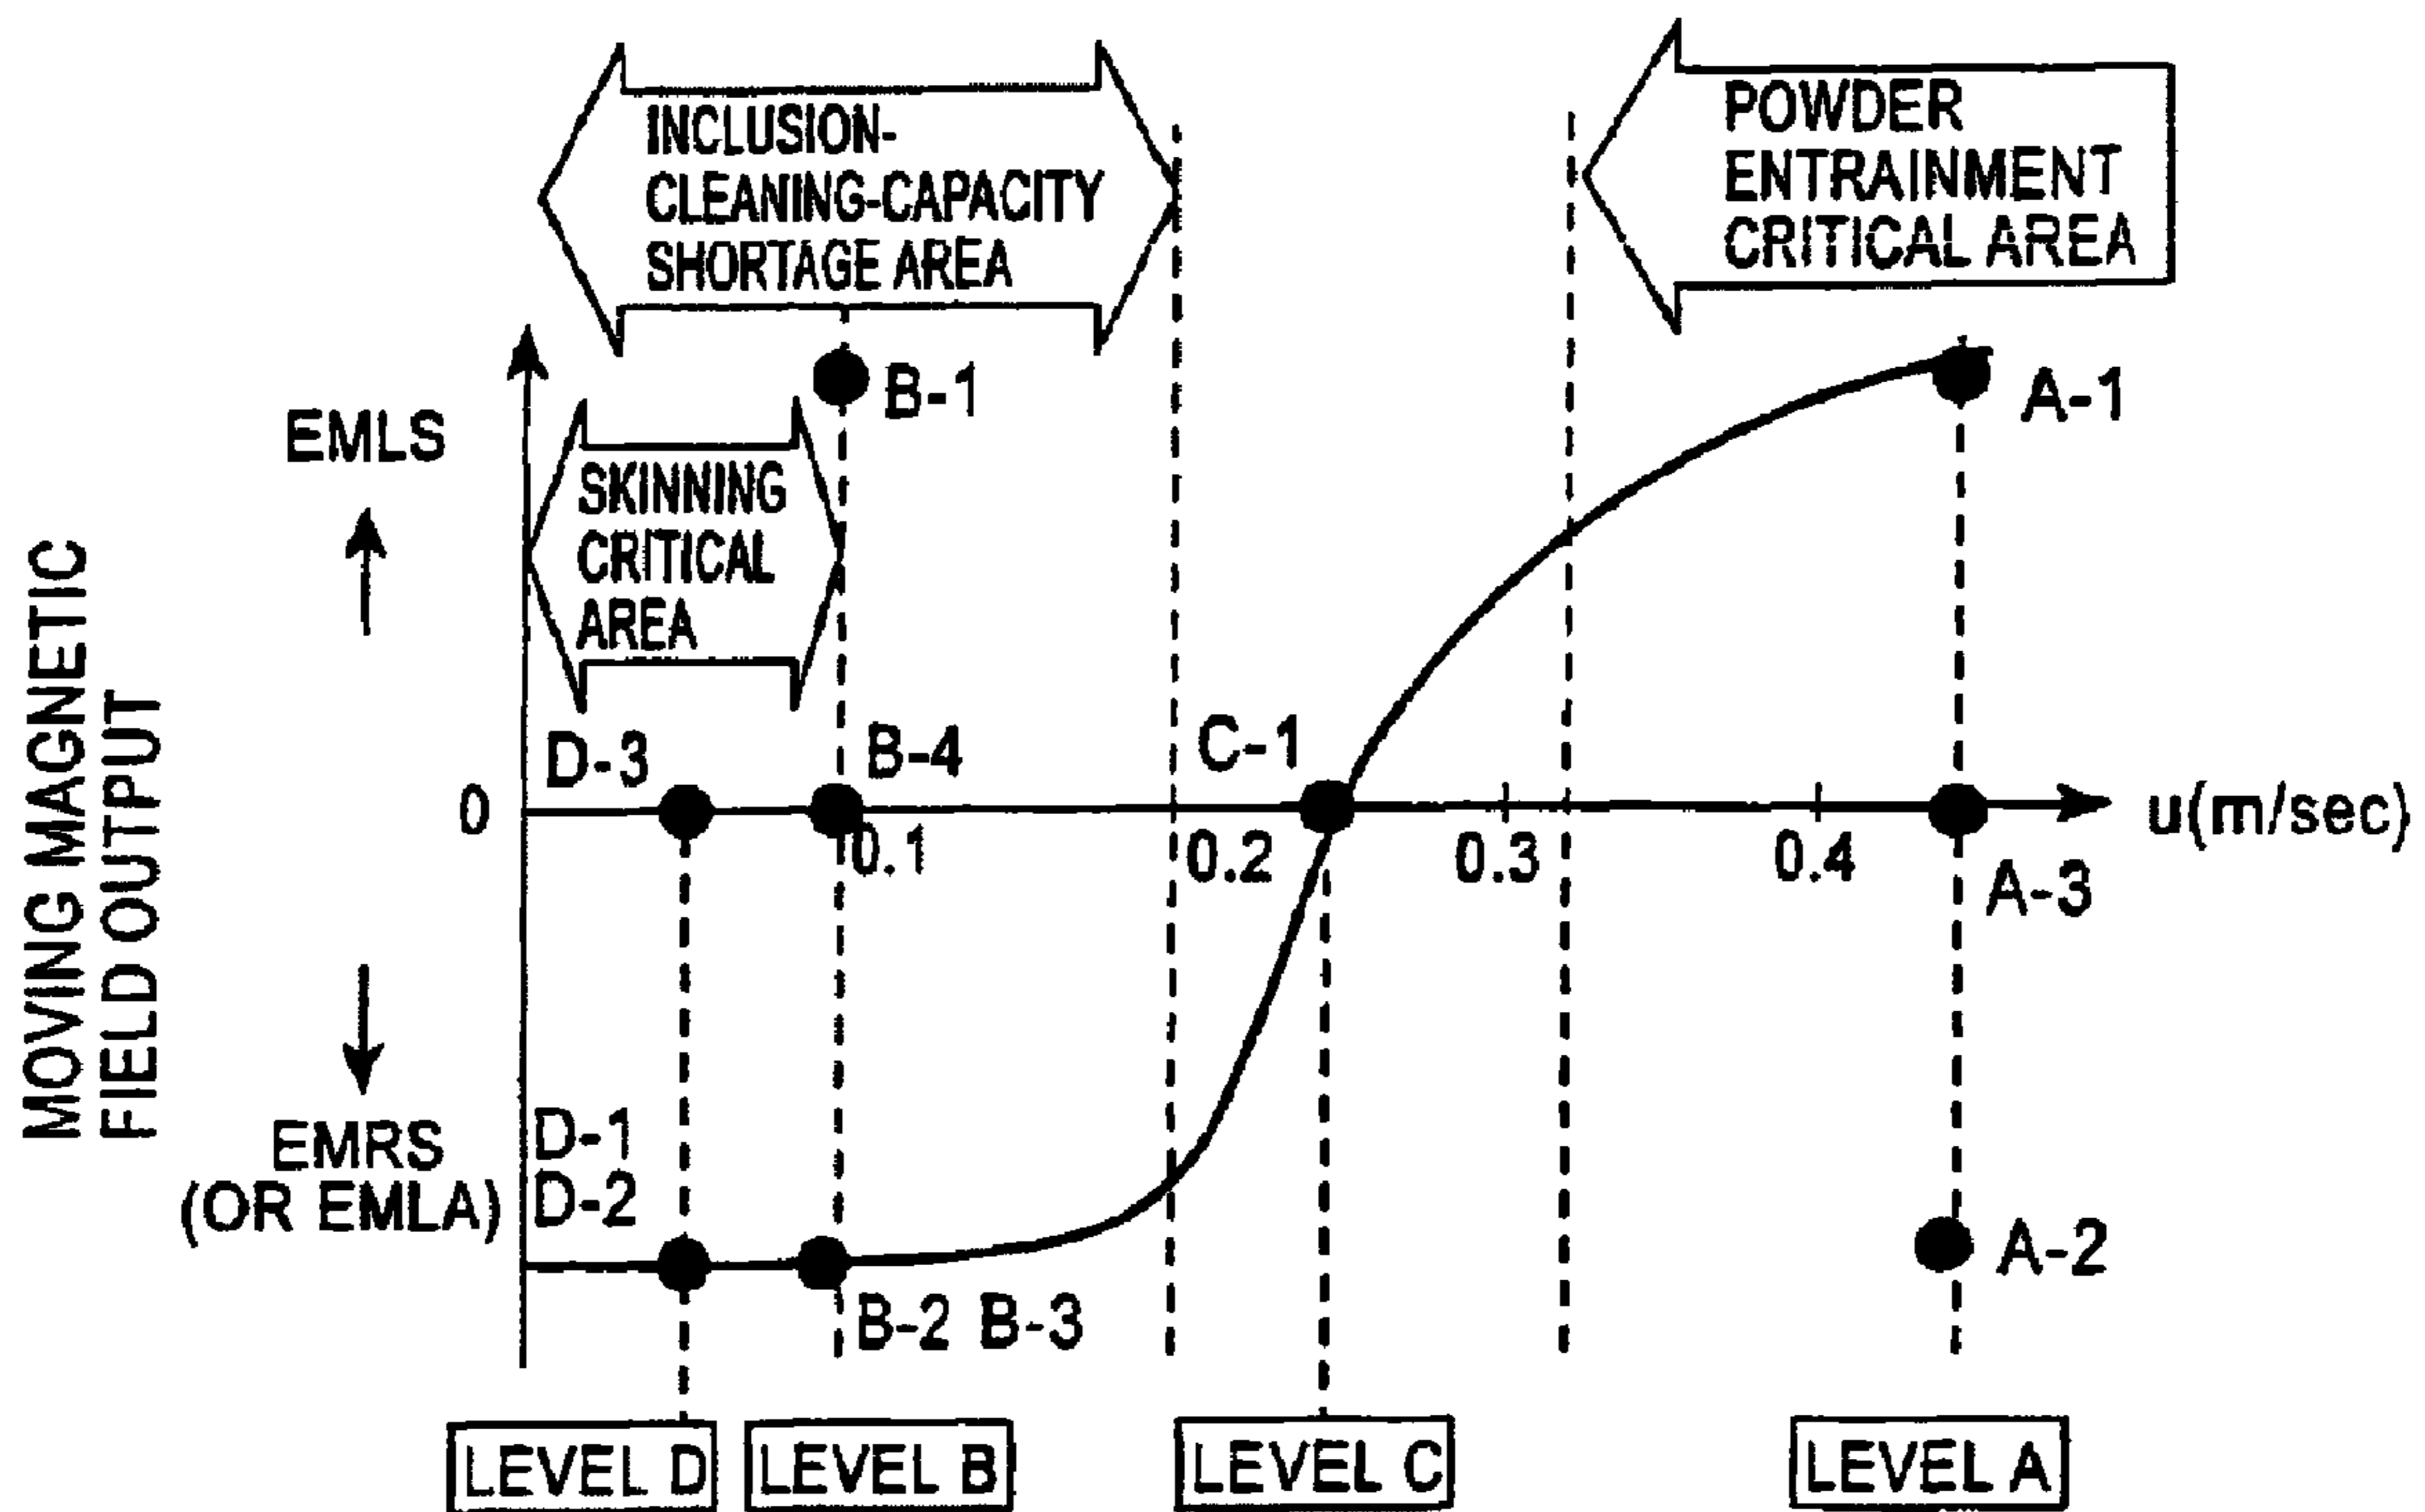 INCLUSION-
CLEANING-CAPACITY
SHORTAGE AREA
POWDER
ENTRAINMENT
CRITICAL AREA
B-1
A-1
EMLS
SKINNING
CRITICAL
AREA
MOVING MAGNETIC
FIELD OUTPUT
D-3
B-4
C-1
0
0.1
0.2
0.3
0.4
u(m/sec)
A-3
D-1
D-2
EMRS
(OR EMLA)
A-2
B-2 B-3
LEVEL D
LEVEL B
LEVEL C
LEVEL A